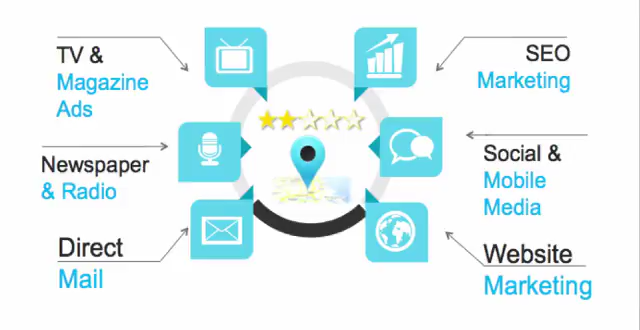 TV &
Magazine
Ads
Newspaper
& Radio
Direct
Mail
SEO
Marketing
Social &
Mobile
Media
Website
Marketing